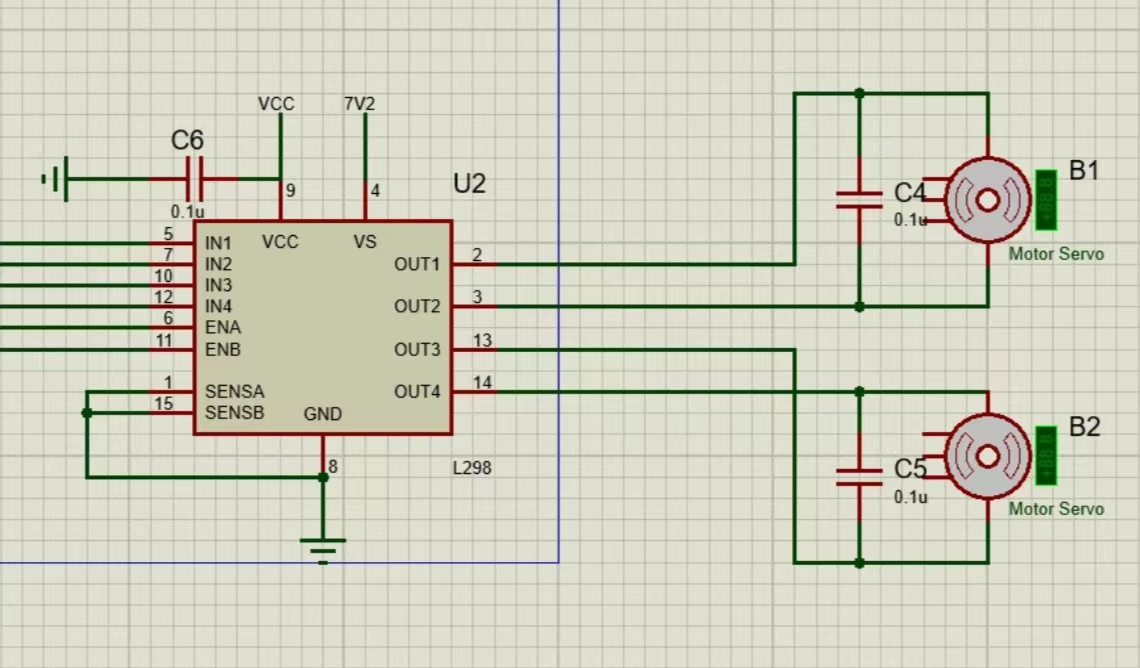 VCC
7V2
C6
0.1u
9
4
U2
5
IN1
VCC
VS
7
IN2
10
IN3
12
IN4
6
ENA
11
ENB
1
SENSA
15
SENSB
GND
8
OUT1
2
OUT2
3
OUT3
13
OUT4
14
L298
C4
0.1u
B1
Motor Servo
C5
0.1u
B2
Motor Servo